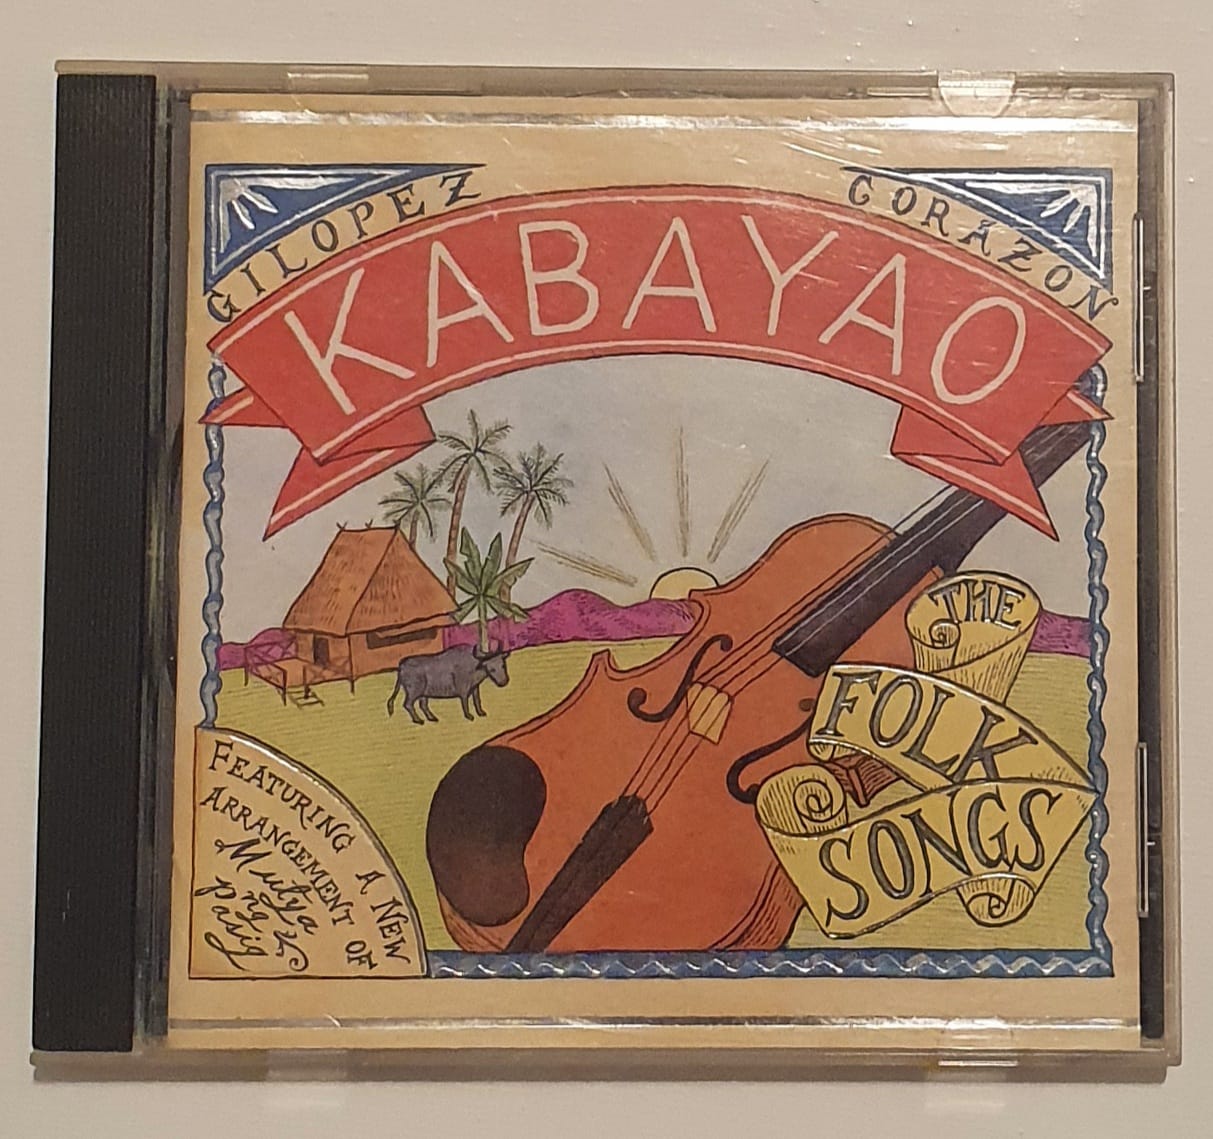 GILOPEZ
CORAZON
KABAYAO
THE
FOLK
SONGS
FEATURING A NEW
ARRANGEMENT OF
Mutya
ng
pasig